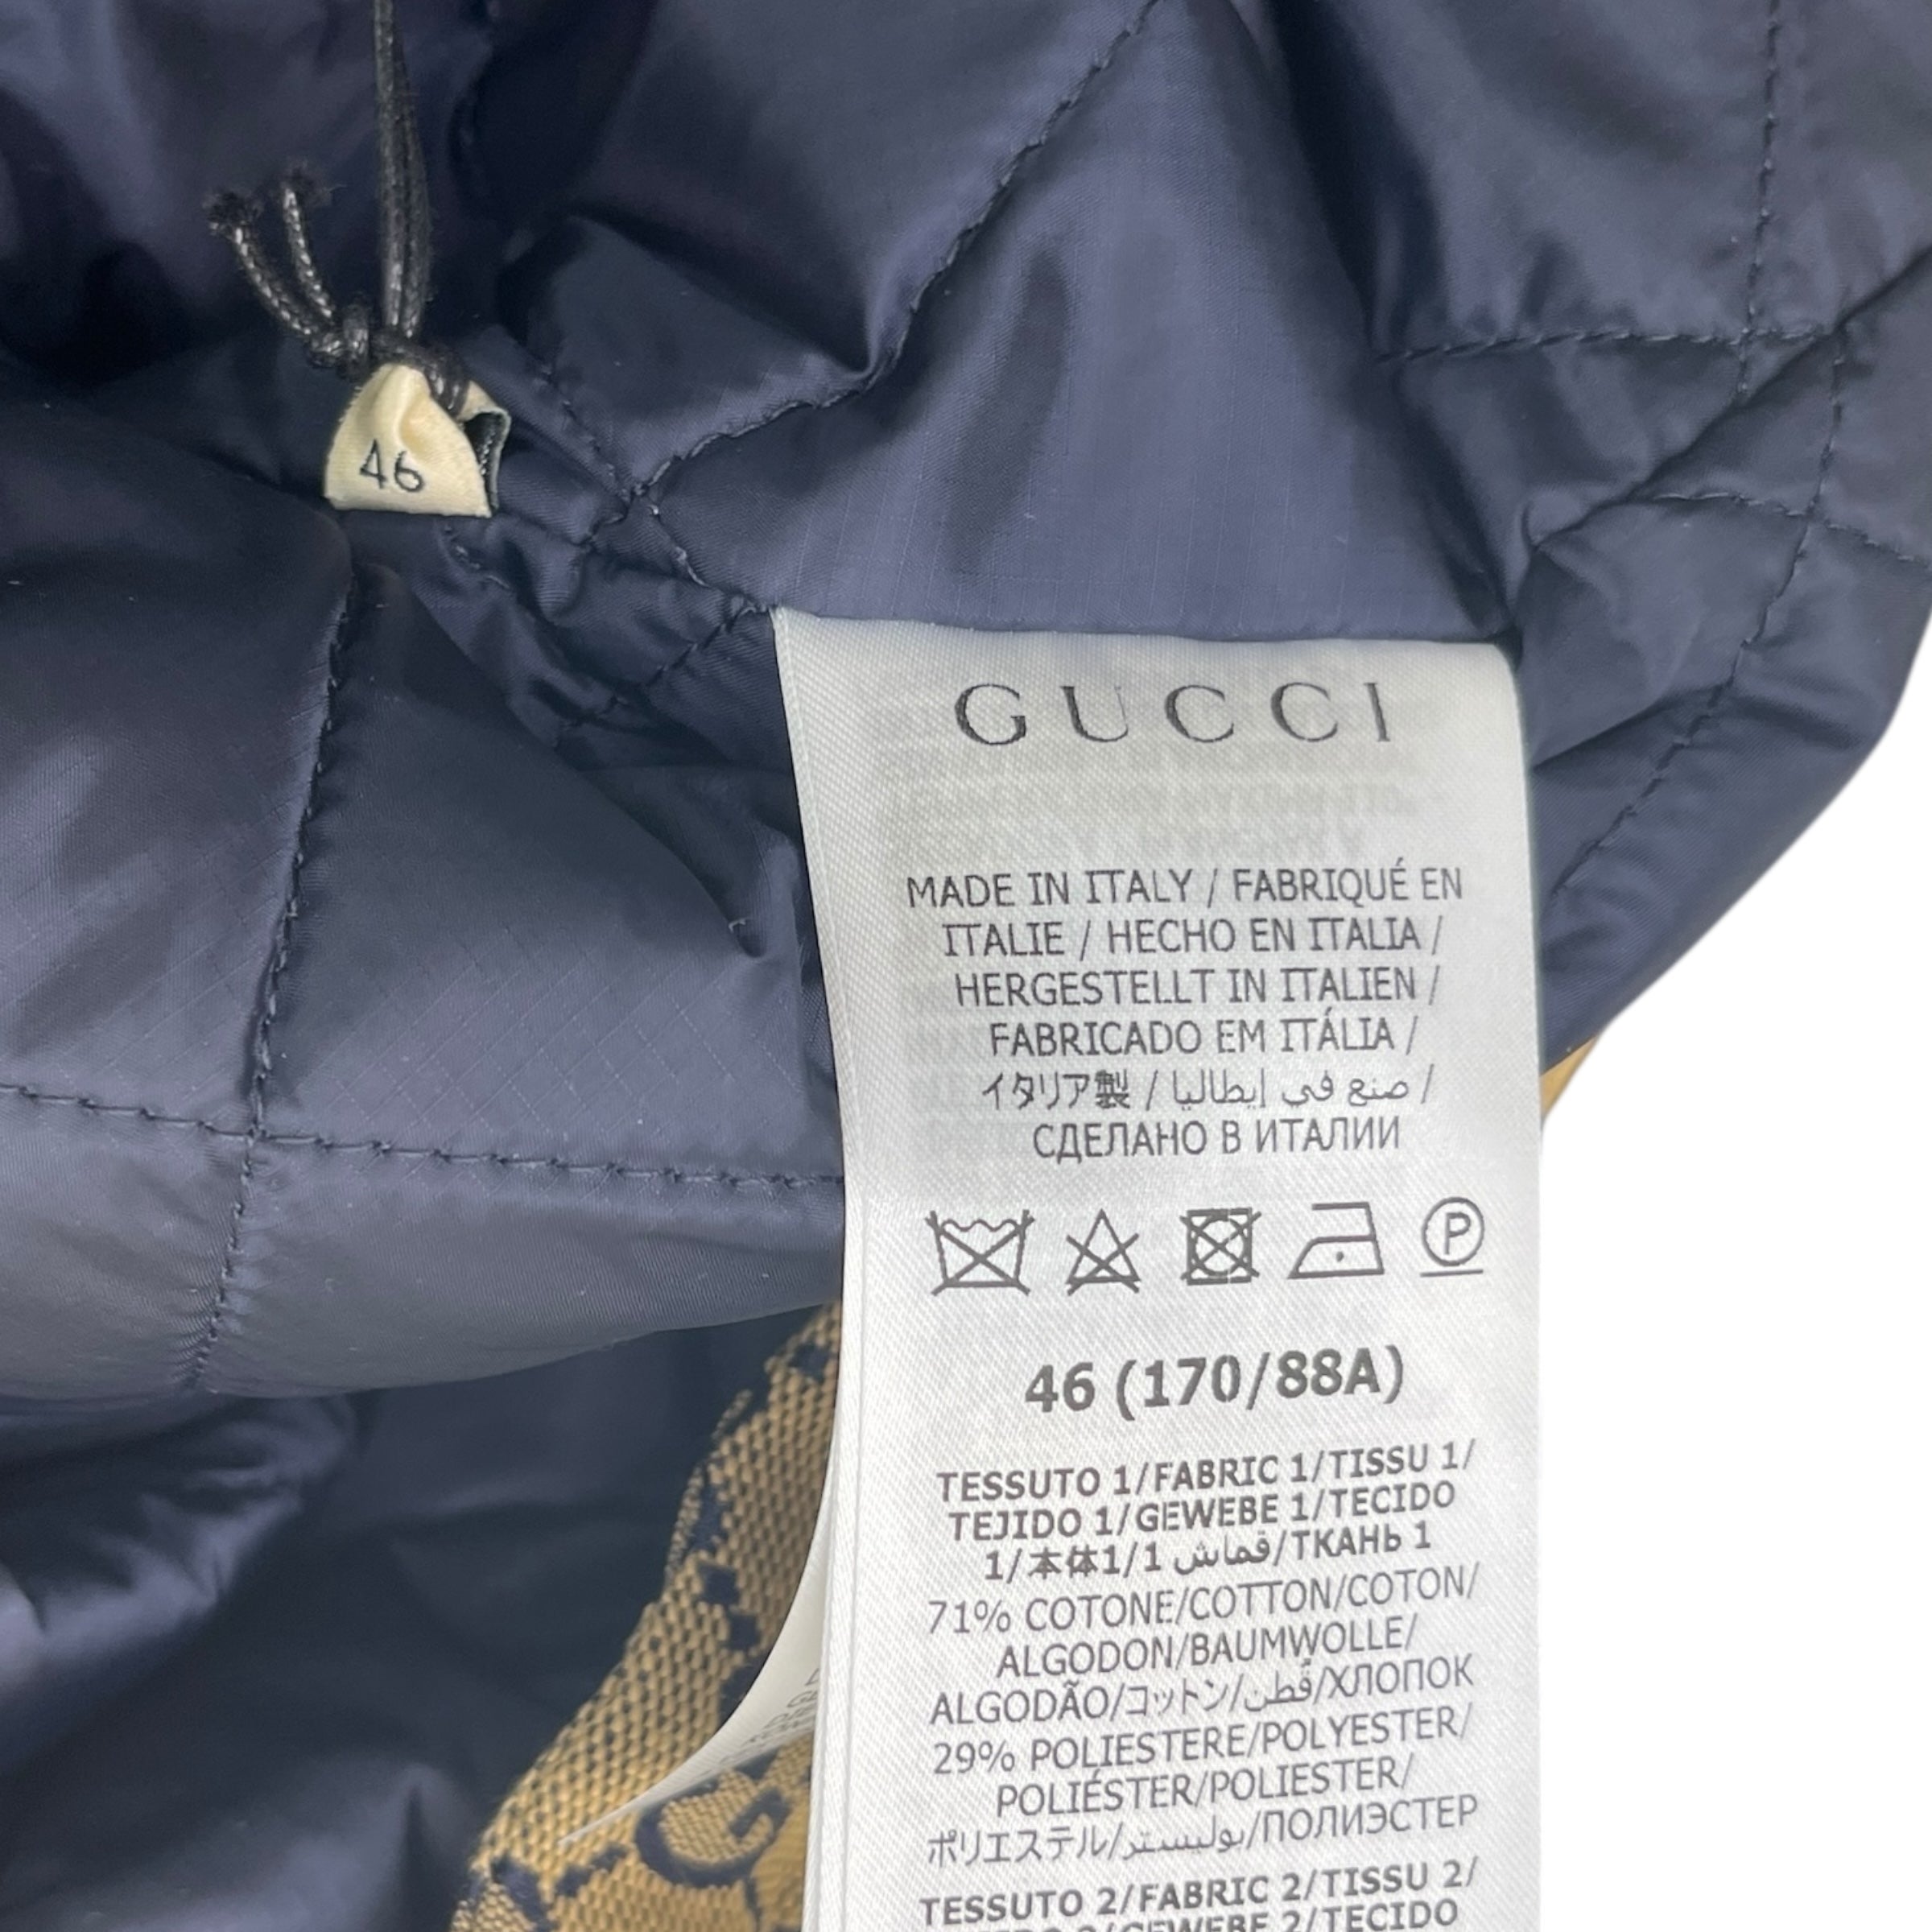 46
GUCCI
MADE IN ITALY / FABRIQUÉ EN
ITALIE / HECHO EN ITALIA /
HERGESTELLT IN ITALIEN /
FABRICADO EM ITÁLIA /
イタリア製 / صنع في إيطاليا /
СДЕЛАНО В ИТАЛИИ
P
46 (170/88A)
TESSUTO 1/FABRIC 1/TISSU 1/
TEJIDO 1/GEWEBE 1/TECIDO
1/本体1/1 قماش/ТКАНЬ 1
71% COTONE/COTTON/COTON/
ALGODON/BAUMWOLLE/
ALGODÃO/コットン/قطن/ХЛОПОК
29% POLIESTERE/POLYESTER/
POLIÉSTER/POLIESTER/
ポリエステル/بوليستر/ПОЛИЭСТЕР
TESSUTO 2/FABRIC 2/TISSU 2/
2/GEWEBE 2/TECIDO
G